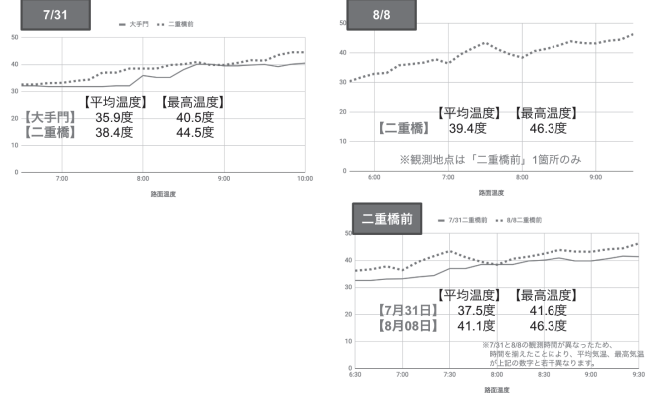 7/31
大手門 二重橋前
50
40
30
20
10
0
【平均温度】 【最高温度】
【大手門】 35.9度 40.5度
【二重橋】 38.4度 44.5度
7:00 8:00 9:00 10:00
路面温度
8/8
50
40
30
20
10
0
【平均温度】 【最高温度】
【二重橋】 39.4度 46.3度
※観測地点は「二重橋前」1箇所のみ
6:00 7:00 8:00 9:00
路面温度
二重橋前
7/31二重橋前 8/8二重橋前
50
40
30
20
10
0
【平均温度】 【最高温度】
【7月31日】 37.5度 41.6度
【8月08日】 41.1度 46.3度
※7/31と8/8の観測時間が異なったため、
時間を揃えたことにより、平均気温、最高気温
が上記の数字と若干異なります。
6:30 7:00 7:30 8:00 8:30 9:00 9:30
路面温度